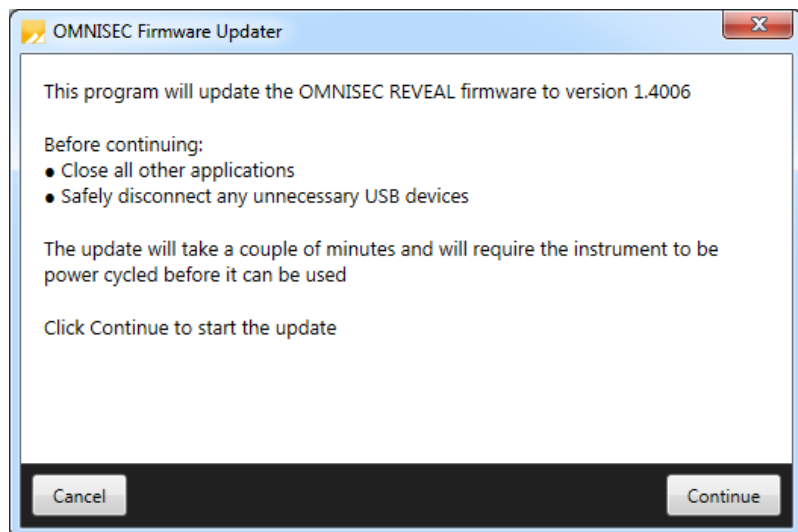 OMNISEC Firmware Updater
This program will update the OMNISEC REVEAL firmware to version 1.4006
Before continuing:
● Close all other applications
● Safely disconnect any unnecessary USB devices
The update will take a couple of minutes and will require the instrument to be
power cycled before it can be used
Click Continue to start the update
Cancel
Continue